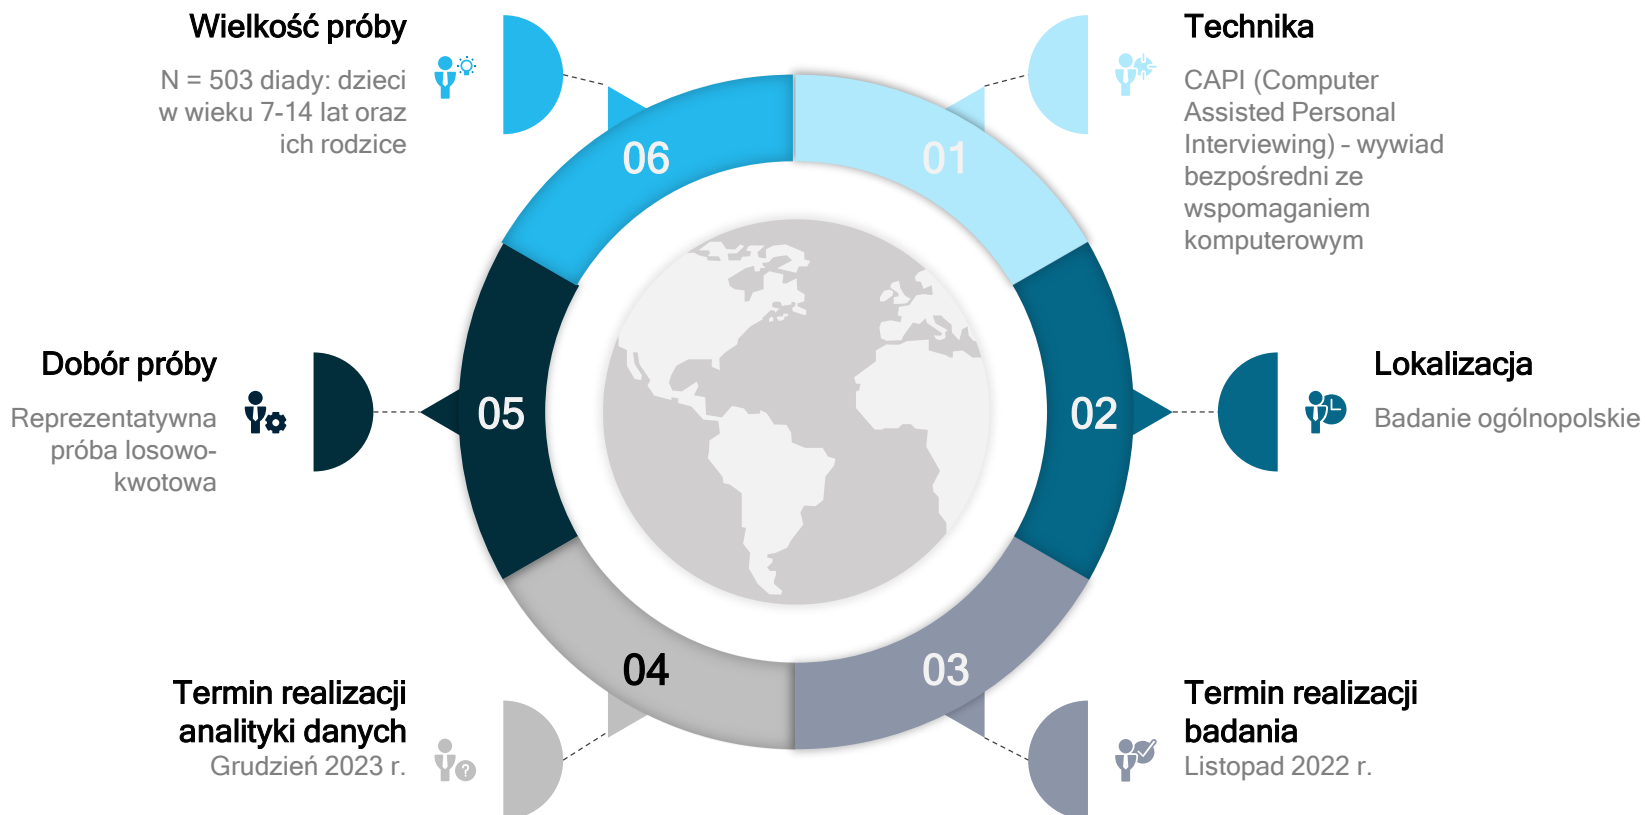 Wielkość próby
N = 503 diady: dzieci
w wieku 7-14 lat oraz
ich rodzice
06
01
Technika
CAPI (Computer
Assisted Personal
Interviewing) - wywiad
bezpośredni ze
wspomaganiem
komputerowym
Dobór próby
Reprezentatywna
próba losowo-
kwotowa
05
02
Lokalizacja
Badanie ogólnopolskie
Termin realizacji
analityki danych
Grudzień 2023 r.
?
04
03
Termin realizacji
badania
Listopad 2022 r.